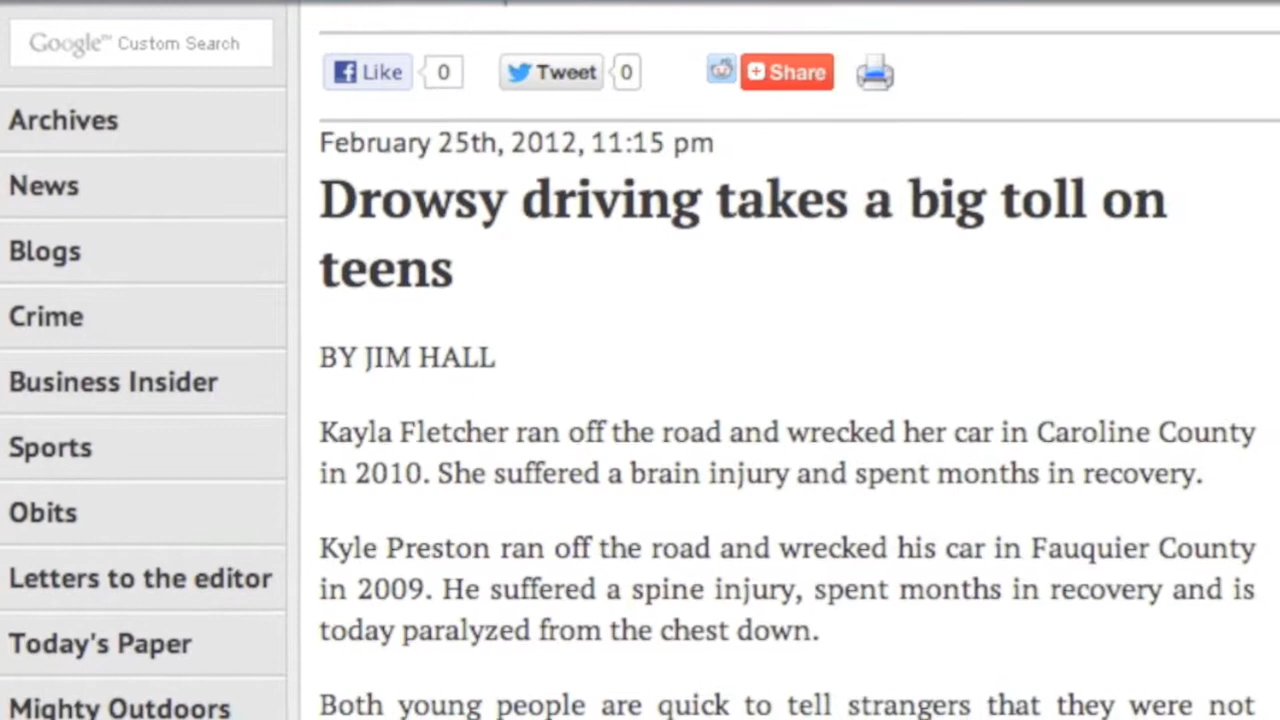 Google™ Custom Search
Archives
News
Blogs
Crime
Business Insider
Sports
Obits
Letters to the editor
Today's Paper
Mighty Outdoors
Like 0 Tweet 0 Share
February 25th, 2012, 11:15 pm
Drowsy driving takes a big toll on
teens
BY JIM HALL
Kayla Fletcher ran off the road and wrecked her car in Caroline County
in 2010. She suffered a brain injury and spent months in recovery.
Kyle Preston ran off the road and wrecked his car in Fauquier County
in 2009. He suffered a spine injury, spent months in recovery and is
today paralyzed from the chest down.
Both young people are quick to tell strangers that they were not